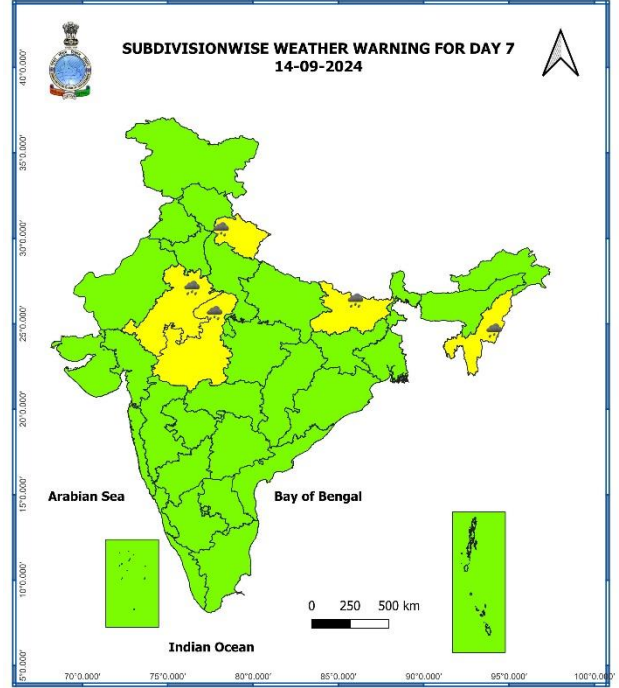 SUBDIVISIONWISE WEATHER WARNING FOR DAY 7
14-09-2024
40°0.000'
35°0.000'
30°0.000'
25°0.000'
20°0.000'
15°0.000'
10°0.000'
5°0.000'
Arabian Sea
Bay of Bengal
0 250 500 km
Indian Ocean
70°0.000' 75°0.000' 80°0.000' 85°0.000' 90°0.000' 95°0.000' 100°0.000'